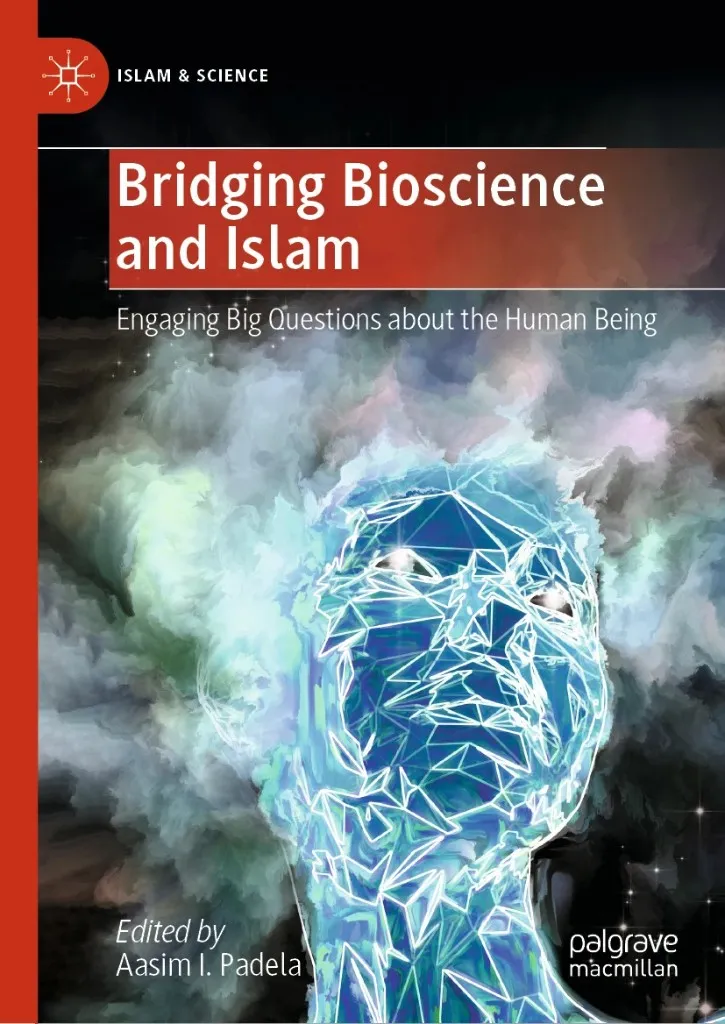 ISLAM & SCIENCE
Bridging Bioscience
and Islam
Engaging Big Questions about the Human Being
Edited by
Aasim I. Padela
palgrave
macmillan